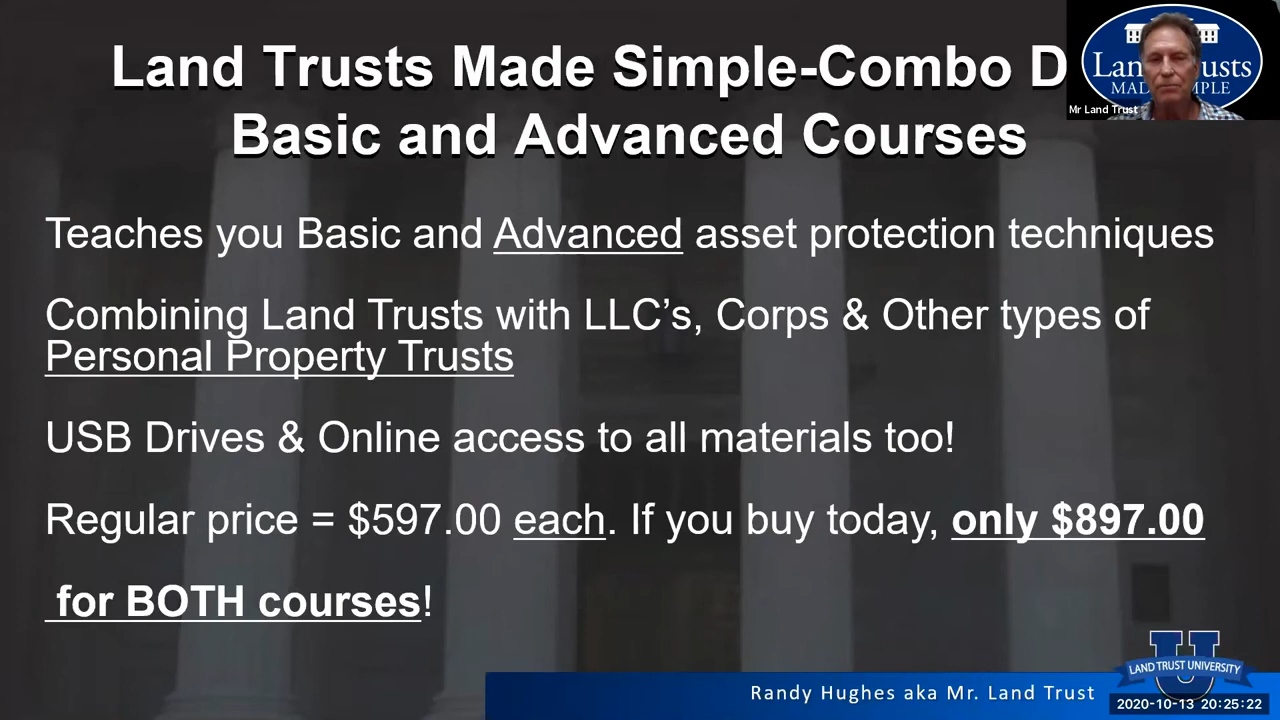 Land Trusts Made Simple-Combo D
Basic and Advanced Courses
Teaches you Basic and Advanced asset protection techniques
Combining Land Trusts with LLC’s, Corps & Other types of
Personal Property Trusts
USB Drives & Online access to all materials too!
Regular price = $597.00 each. If you buy today, only $897.00
for BOTH courses!
Mr Land Trust
LAND TRUST UNIVERSITY
Randy Hughes aka Mr. Land Trust
2020-10-13 20:25:22